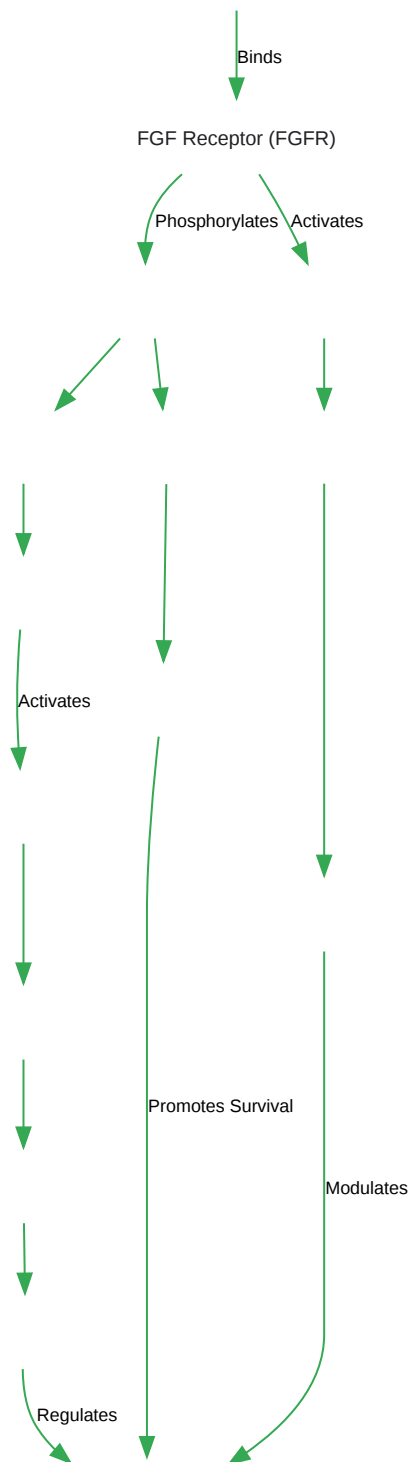 Binds
FGF Receptor (FGFR)
Phosphorylates
Activates
Activates
Promotes Survival
Modulates
Regulates